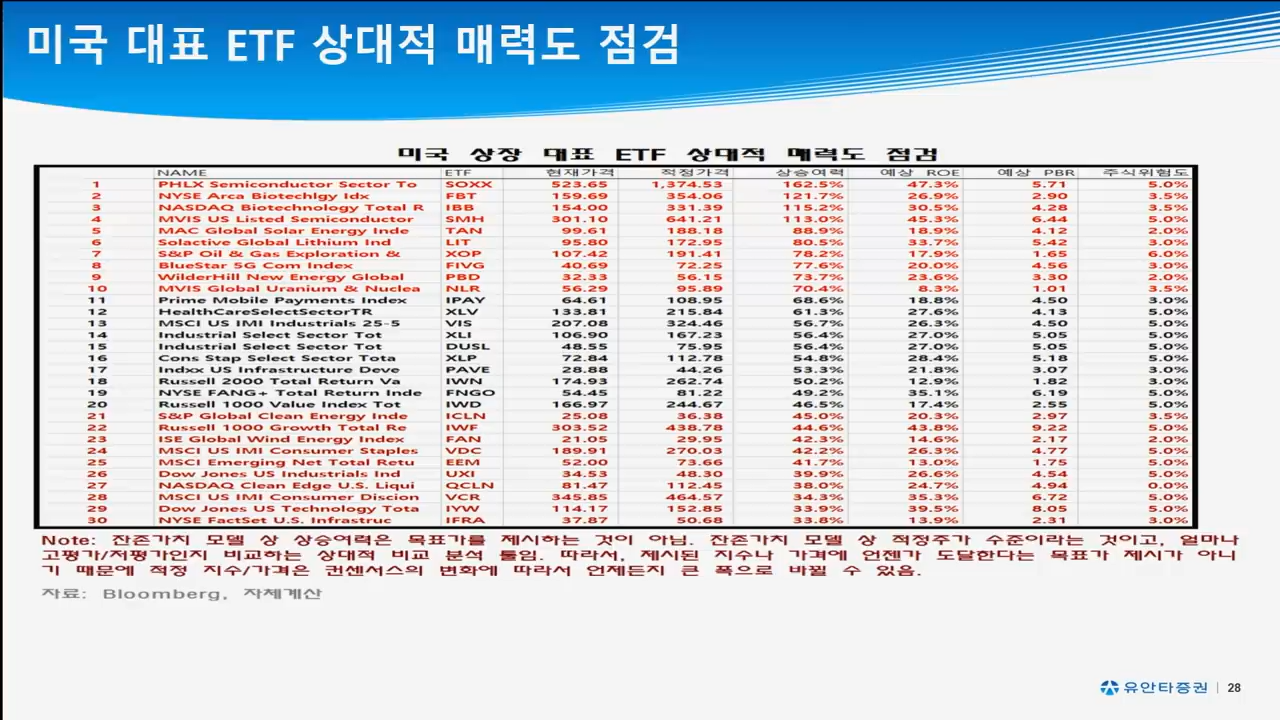 미국 대표 ETF 상대적 매력도 점검
미국 상장 대표 ETF 상대적 매력도 점검
NAME ETF 현재가격 적정가격 상승여력 예상 ROE 예상 PBR 주식위험도
1 PHLX Semiconductor Sector To SOXX 523.65 1,374.53 162.5% 47.3% 5.71 5.0%
2 NYSE Arca Biotechlgy Idx FBT 159.69 354.06 121.7% 26.9% 2.90 3.5%
3 NASDAQ Biotechnology Total R IBB 154.00 331.39 115.2% 30.5% 4.28 3.5%
4 MVIS US Listed Semiconductor SMH 301.10 641.21 113.0% 45.3% 6.44 5.0%
5 MAC Global Solar Energy Inde TAN 99.61 188.18 88.9% 18.9% 4.12 2.0%
6 Solactive Global Lithium Ind LIT 95.80 172.95 80.5% 33.7% 5.42 3.0%
7 S&P Oil & Gas Exploration & XOP 107.42 191.41 78.2% 17.9% 1.65 6.0%
8 BlueStar 5G Com Index FIVG 40.69 72.25 77.6% 20.0% 4.56 3.0%
9 WilderHill New Energy Global PBD 32.33 56.15 73.7% 23.6% 3.30 2.0%
10 MVIS Global Uranium & Nuclea NLR 56.29 95.89 70.4% 8.3% 1.01 3.5%
11 Prime Mobile Payments Index IPAY 64.61 108.95 68.6% 18.8% 4.50 3.0%
12 HealthCareSelectSectorTR XLV 133.81 215.84 61.3% 27.6% 4.13 5.0%
13 MSCI US IMI Industrials 25-5 VIS 207.08 324.46 56.7% 26.3% 4.50 5.0%
14 Industrial Select Sector Tot XLI 106.90 167.23 56.4% 27.0% 5.05 5.0%
15 Industrial Select Sector Tot DUSL 48.55 75.95 56.4% 27.0% 5.05 5.0%
16 Cons Stap Select Sector Tota XLP 72.84 112.78 54.8% 28.4% 5.18 5.0%
17 Indxx US Infrastructure Deve PAVE 28.88 44.26 53.3% 21.8% 3.07 3.0%
18 Russell 2000 Total Return Va IWN 174.93 262.74 50.2% 12.9% 1.82 3.0%
19 NYSE FANG+ Total Return Inde FNGO 54.45 81.22 49.2% 35.1% 6.19 5.0%
20 Russell 1000 Value Index Tot IWD 166.97 244.67 46.5% 17.4% 2.55 5.0%
21 S&P Global Clean Energy Inde ICLN 25.08 36.38 45.0% 20.3% 2.97 3.5%
22 Russell 1000 Growth Total Re IWF 303.52 438.78 44.6% 43.8% 9.22 5.0%
23 ISE Global Wind Energy Index FAN 21.05 29.95 42.3% 14.6% 2.17 2.0%
24 MSCI US IMI Consumer Staples VDC 189.91 270.03 42.2% 26.3% 4.77 5.0%
25 MSCI Emerging Net Total Retu EEM 52.00 73.66 41.7% 13.0% 1.75 5.0%
26 Dow Jones US Industrials Ind UXI 34.53 48.30 39.9% 26.6% 4.54 5.0%
27 NASDAQ Clean Edge U.S. Liqui QCLN 81.47 112.45 38.0% 24.7% 4.94 0.0%
28 MSCI US IMI Consumer Discion VCR 345.85 464.57 34.3% 35.3% 6.72 5.0%
29 Dow Jones US Technology Tota IYW 114.17 152.85 33.9% 39.5% 8.05 5.0%
30 NYSE FactSet U.S. Infrastruc IFRA 37.87 50.68 33.8% 13.9% 2.31 3.0%
Note: 잔존가치 모델 상 상승여력은 목표가를 제시하는 것이 아님. 잔존가치 모델 상 적정주가 수준이라는 것이고, 얼마나
고평가/저평가인지 비교하는 상대적 비교 분석 툴임. 따라서, 제시된 지수나 가격에 언젠가 도달한다는 목표가 제시가 아니
기 때문에 적정 지수/가격은 컨센서스의 변화에 따라서 언제든지 큰 폭으로 바뀔 수 있음.
자료: Bloomberg, 자체계산
유안타증권 | 28